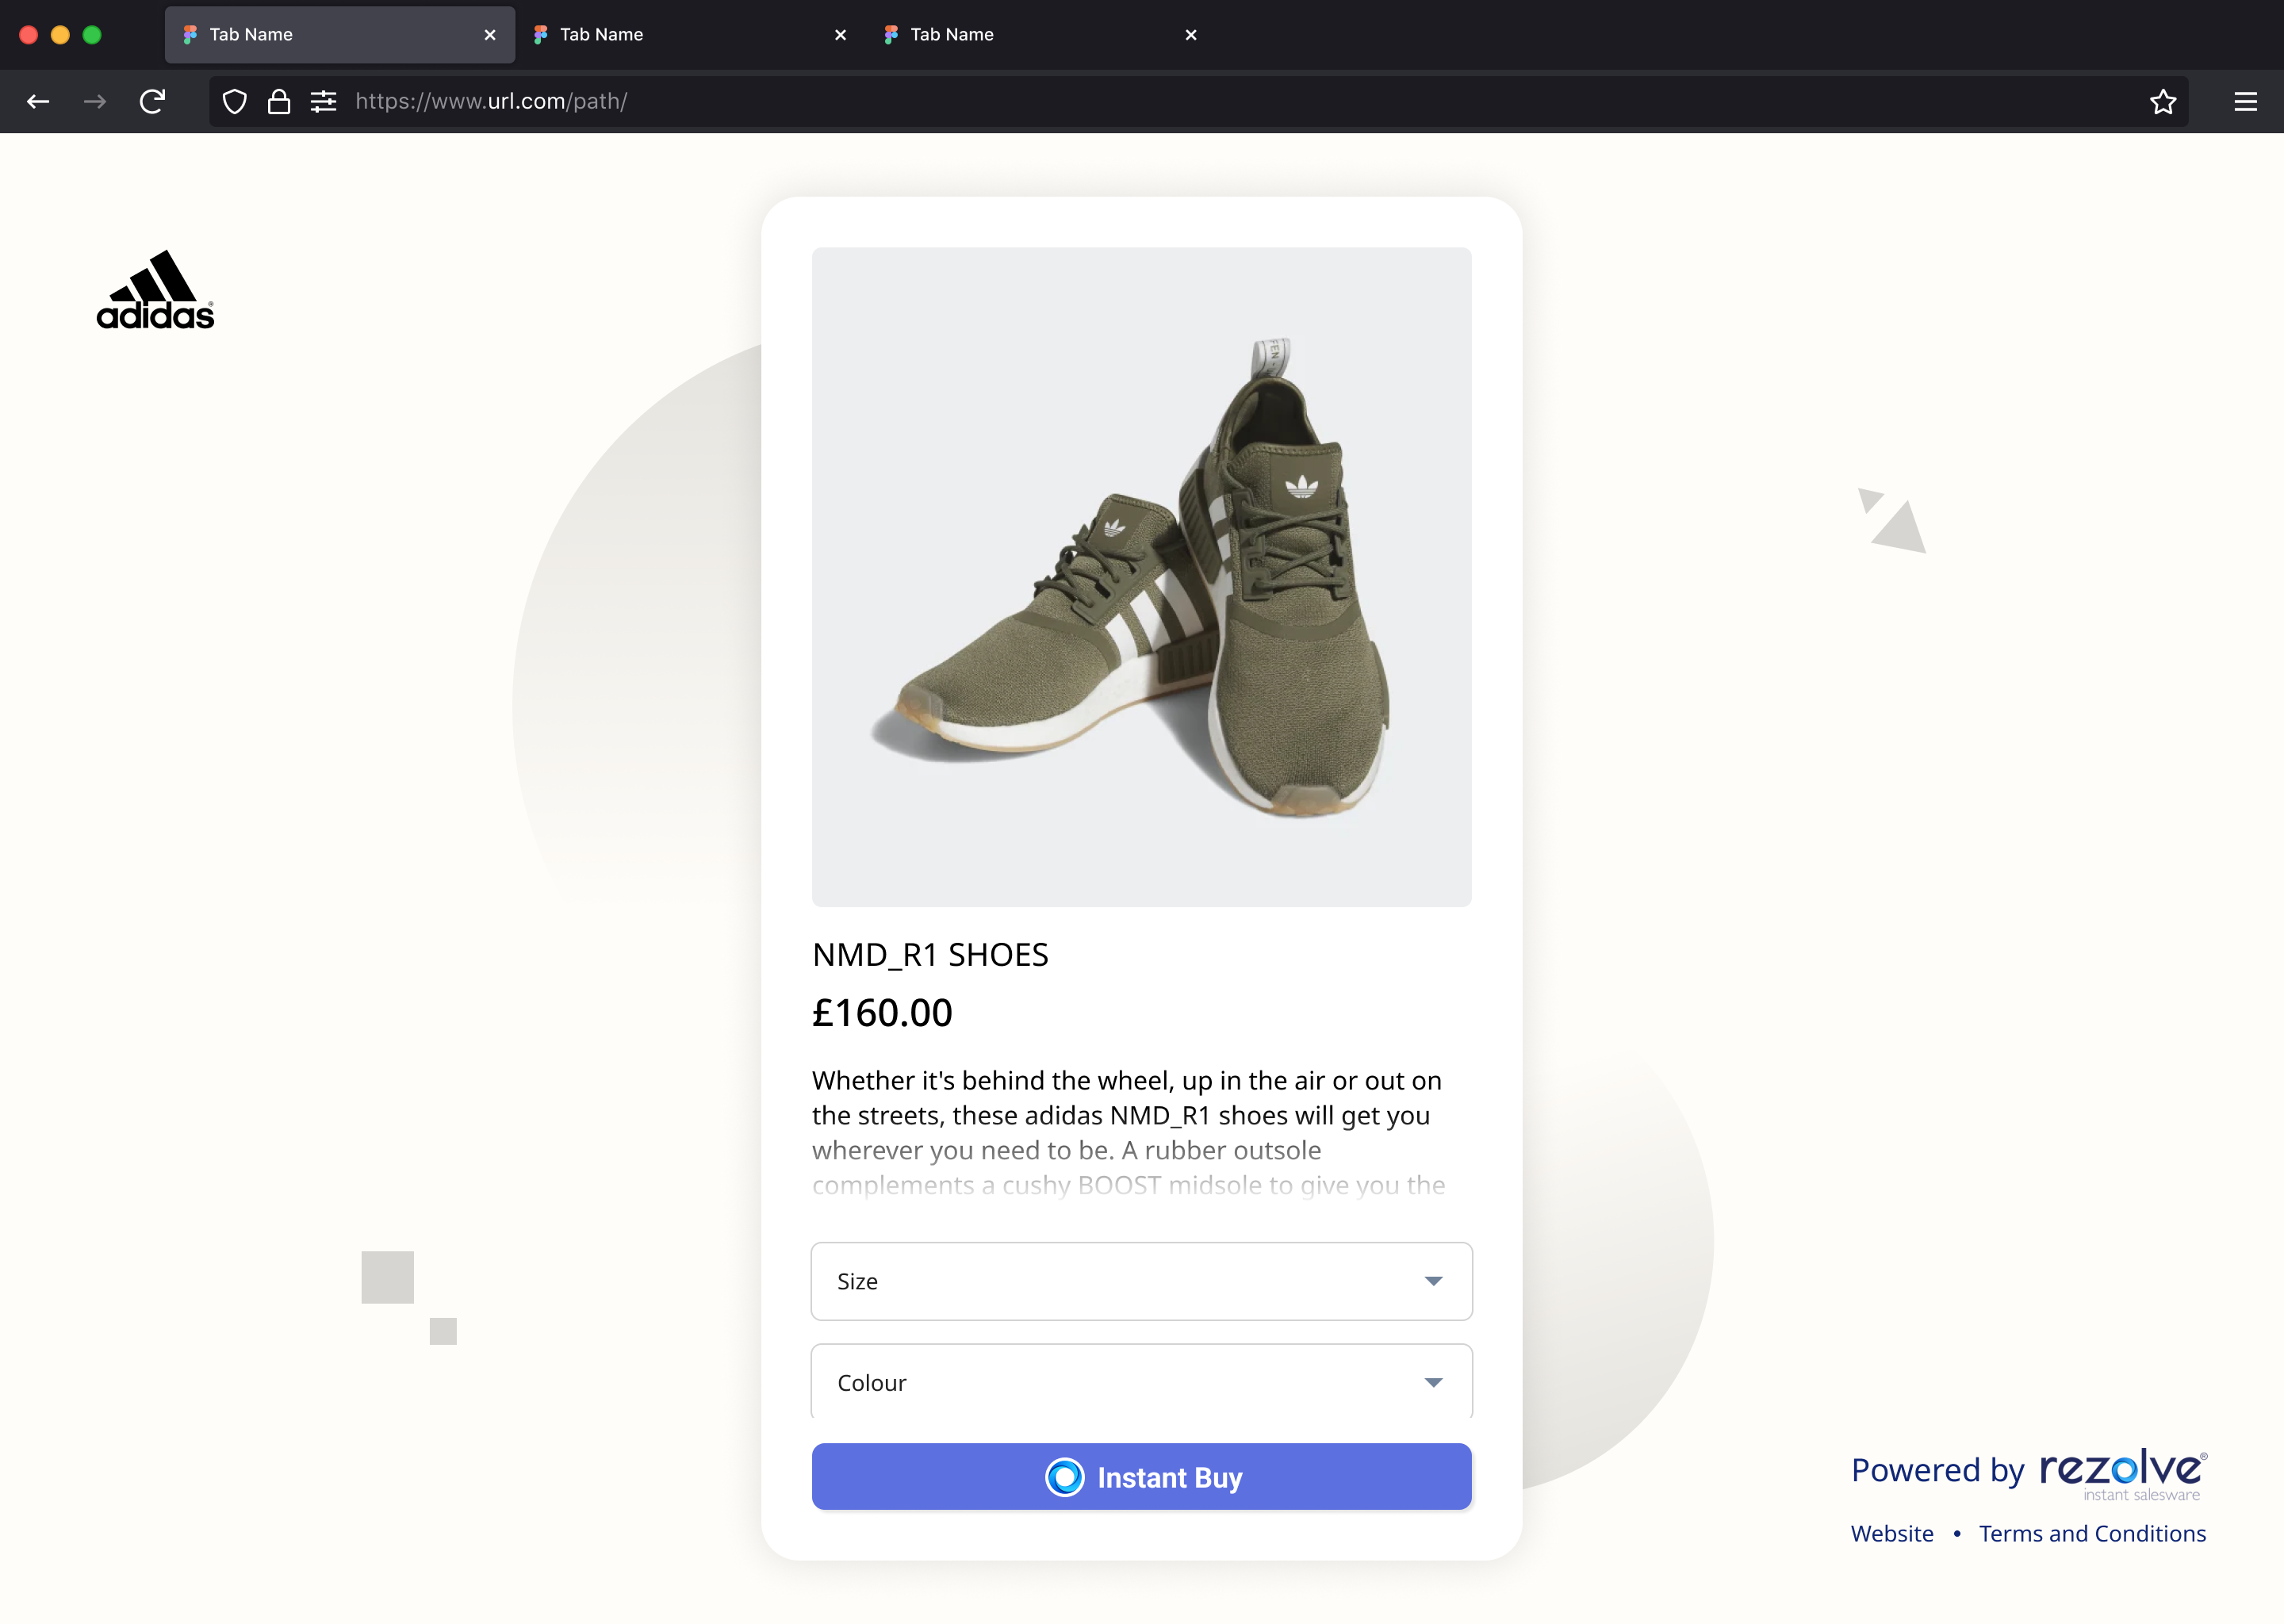 Tab Name
Tab Name
Tab Name
https://www.url.com/path/
adidas®
NMD_R1 SHOES
£160.00
Whether it's behind the wheel, up in the air or out on
the streets, these adidas NMD_R1 shoes will get you
wherever you need to be. A rubber outsole
complements a cushy BOOST midsole to give you the
Size
Colour
Instant Buy
Powered by rezolve®
instant salesware
Website • Terms and Conditions